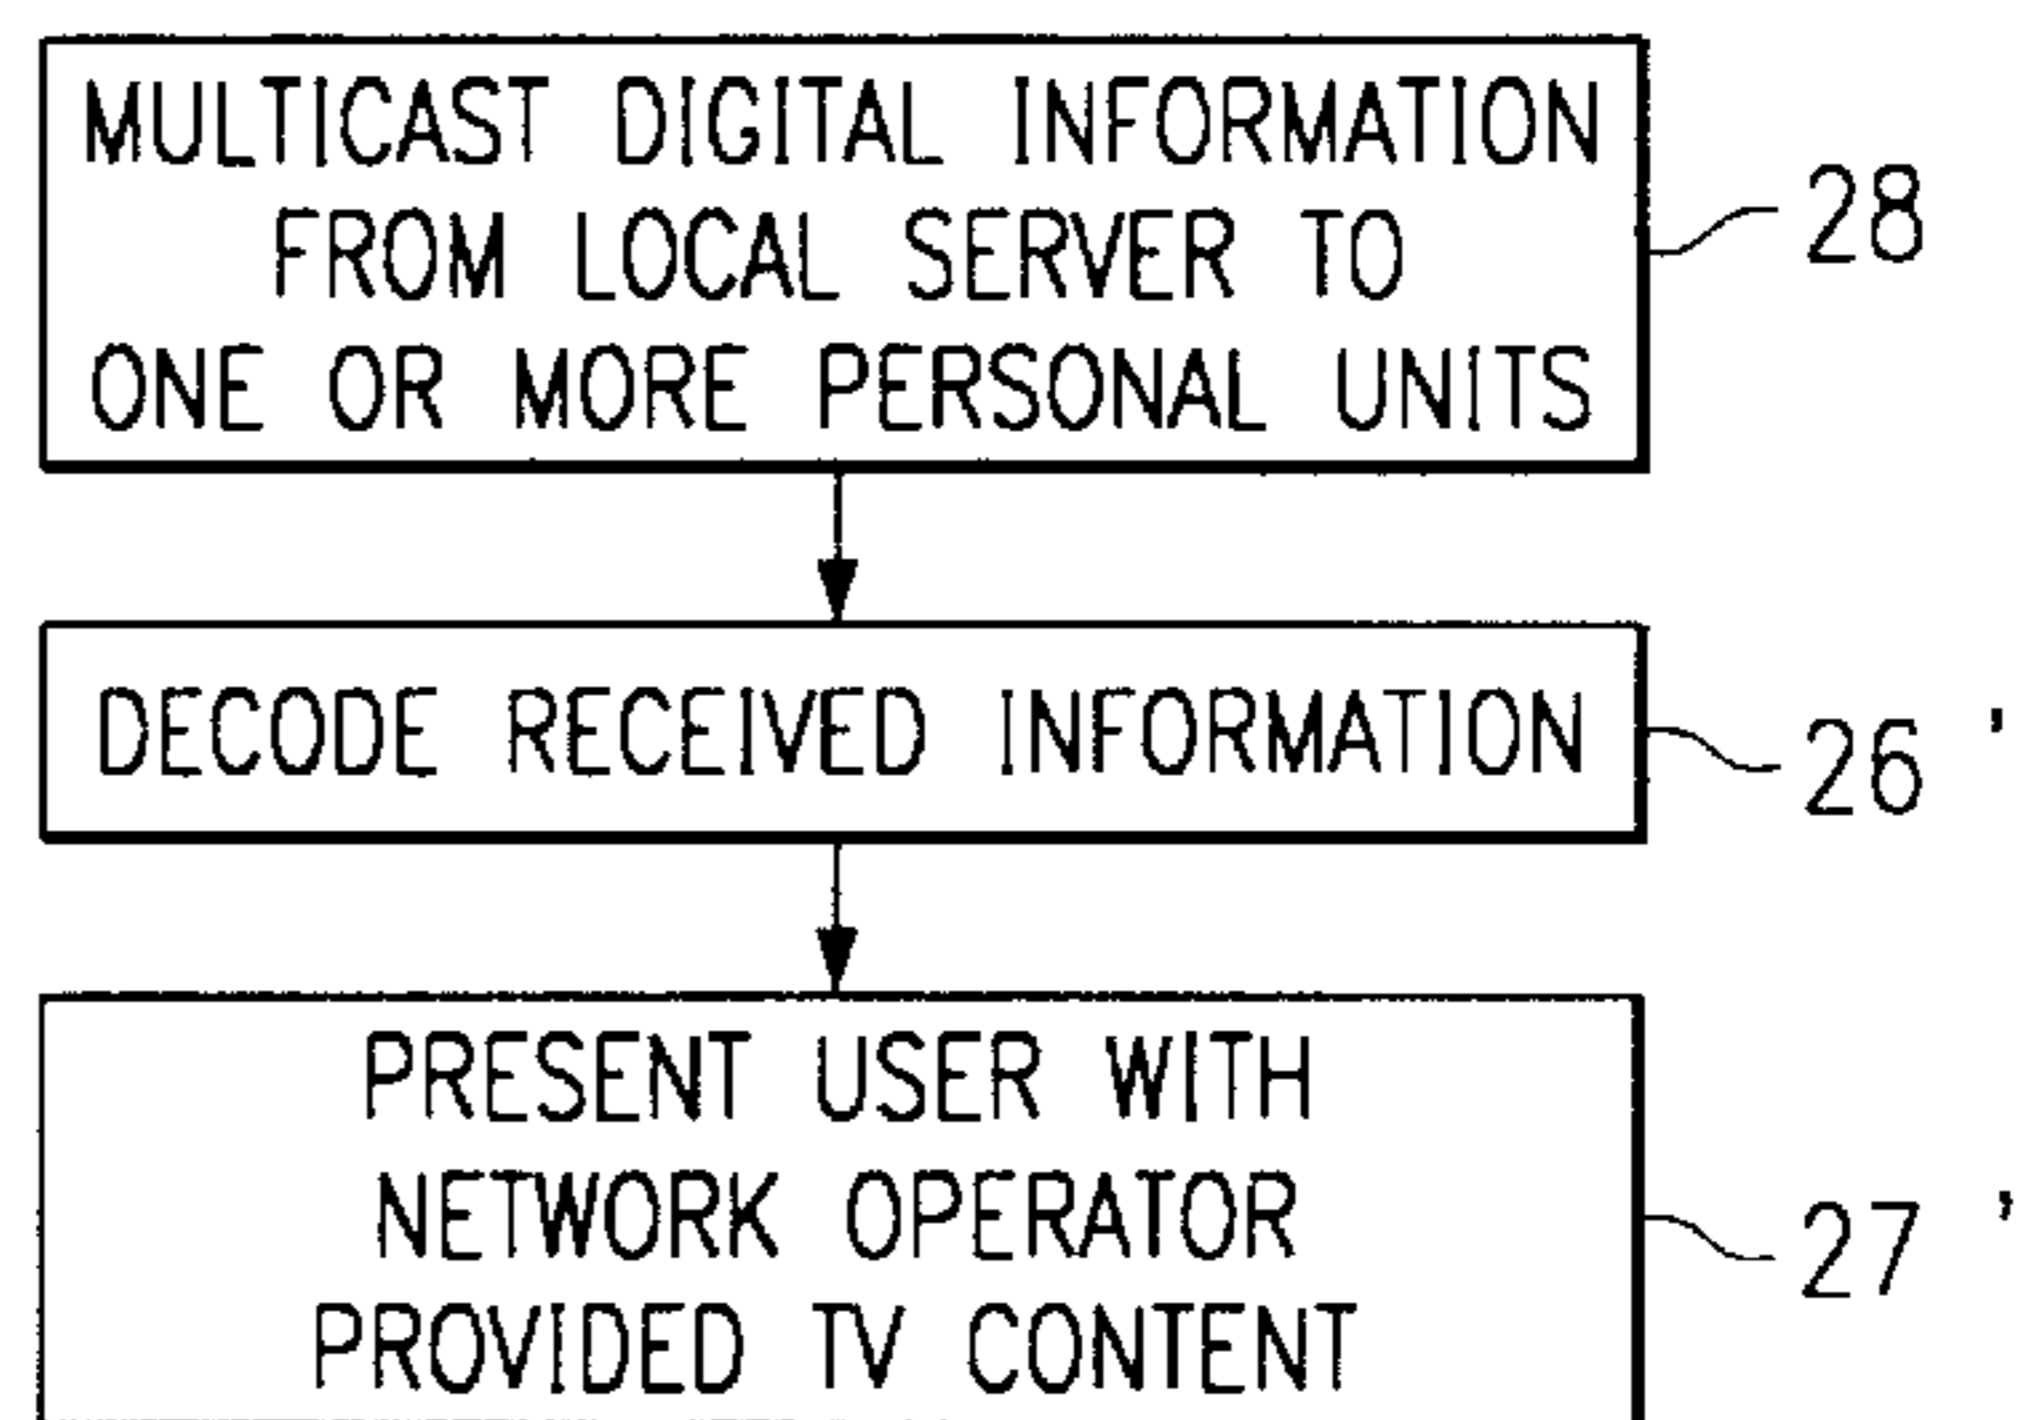 MULTICAST DIGITAL INFORMATION
FROM LOCAL SERVER TO
ONE OR MORE PERSONAL UNITS
28
DECODE RECEIVED INFORMATION
26 '
PRESENT USER WITH
NETWORK OPERATOR
PROVIDED TV CONTENT
27 '